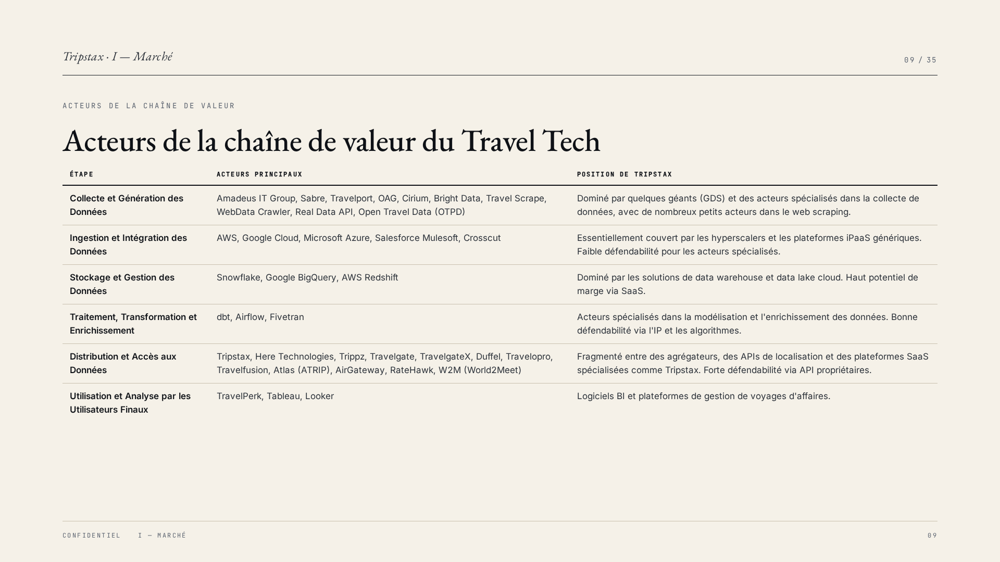 Tripstax · I — Marché
09 / 35
ACTEURS DE LA CHAÎNE DE VALEUR
Acteurs de la chaîne de valeur du Travel Tech
ÉTAPE
ACTEURS PRINCIPAUX
POSITION DE TRIPSTAX
Collecte et Génération des
Données
Amadeus IT Group, Sabre, Travelport, OAG, Cirium, Bright Data, Travel Scrape,
WebData Crawler, Real Data API, Open Travel Data (OTPD)
Dominé par quelques géants (GDS) et des acteurs spécialisés dans la collecte de
données, avec de nombreux petits acteurs dans le web scraping.
Ingestion et Intégration des
Données
AWS, Google Cloud, Microsoft Azure, Salesforce Mulesoft, Crosscut
Essentiellement couvert par les hyperscalers et les plateformes iPaaS génériques.
Faible défendabilité pour les acteurs spécialisés.
Stockage et Gestion des
Données
Snowflake, Google BigQuery, AWS Redshift
Dominé par les solutions de data warehouse et data lake cloud. Haut potentiel de
marge via SaaS.
Traitement, Transformation et
Enrichissement
dbt, Airflow, Fivetran
Acteurs spécialisés dans la modélisation et l'enrichissement des données. Bonne
défendabilité via l'IP et les algorithmes.
Distribution et Accès aux
Données
Tripstax, Here Technologies, Trippz, Travelgate, TravelgateX, Duffel, Travelopro,
Travelfusion, Atlas (ATRIP), AirGateway, RateHawk, W2M (World2Meet)
Fragmenté entre des agrégateurs, des APIs de localisation et des plateformes SaaS
spécialisées comme Tripstax. Forte défendabilité via API propriétaires.
Utilisation et Analyse par les
Utilisateurs Finaux
TravelPerk, Tableau, Looker
Logiciels BI et plateformes de gestion de voyages d'affaires.
CONFIDENTIEL I — MARCHÉ
09